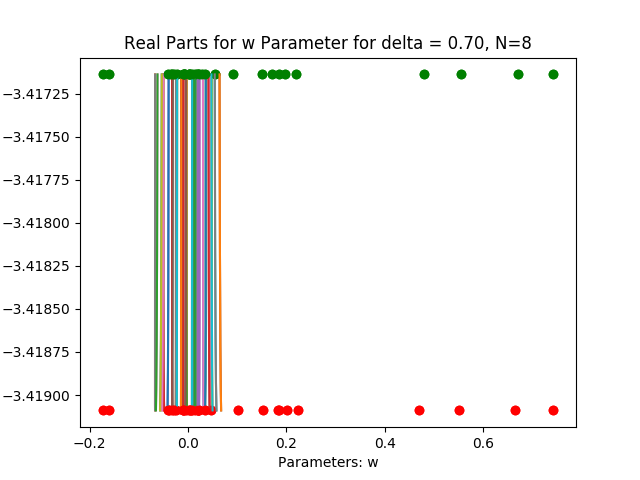 Real Parts for w Parameter for delta = 0.70, N=8
−3.41725
−3.41750
−3.41775
−3.41800
−3.41825
−3.41850
−3.41875
−3.41900
−0.2 0.0 0.2 0.4 0.6
Parameters: w